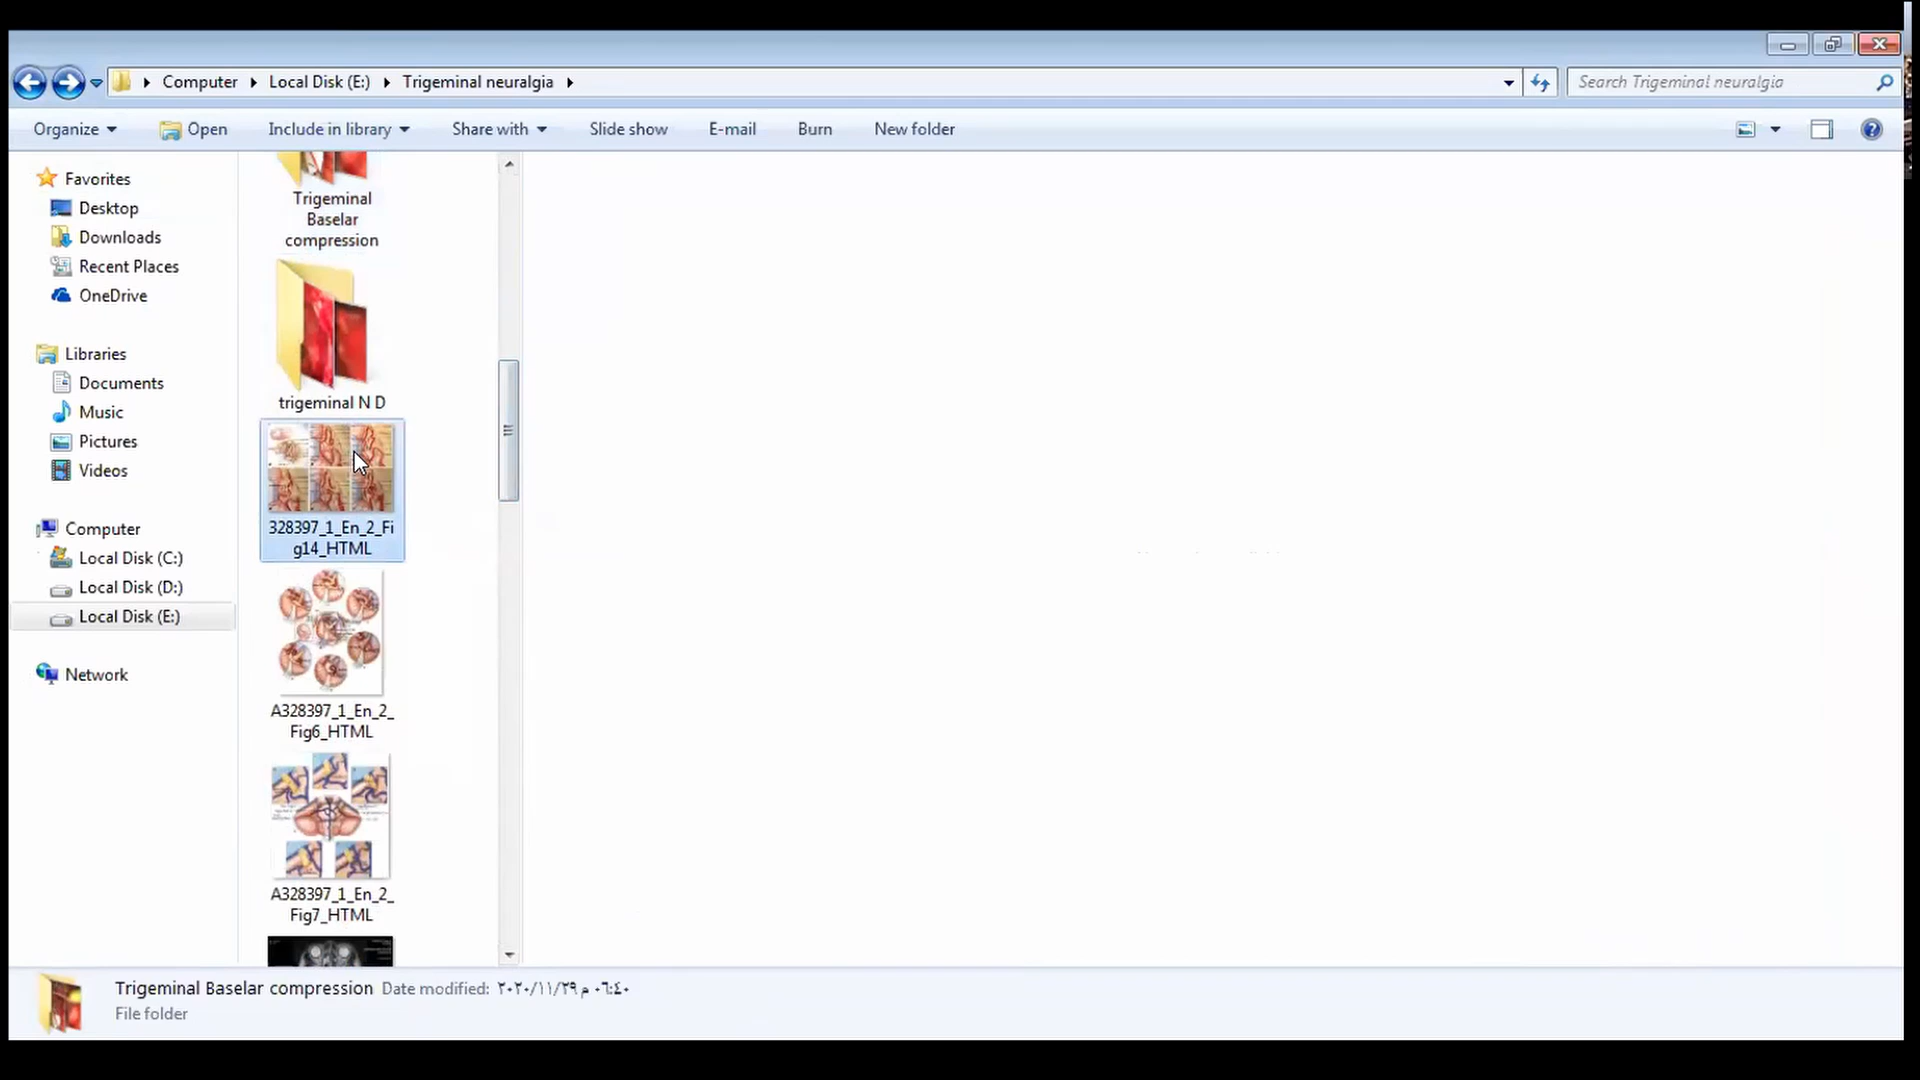 Computer
Local Disk (E:)
Trigeminal neuralgia
Search Trigeminal neuralgia
Organize
Open
Include in library
Share with
Slide show
E-mail
Burn
New folder
Favorites
Desktop
Downloads
Recent Places
OneDrive
Libraries
Documents
Music
Pictures
Videos
Computer
Local Disk (C:)
Local Disk (D:)
Local Disk (E:)
Network
Trigeminal
Baselar
compression
trigeminal N D
328397_1_En_2_Fi
g14_HTML
A328397_1_En_2_
Fig6_HTML
A328397_1_En_2_
Fig7_HTML
Trigeminal Baselar compression Date modified: ٢٠٢٠/١١/٢٩ م ٠٦:٤٠
File folder